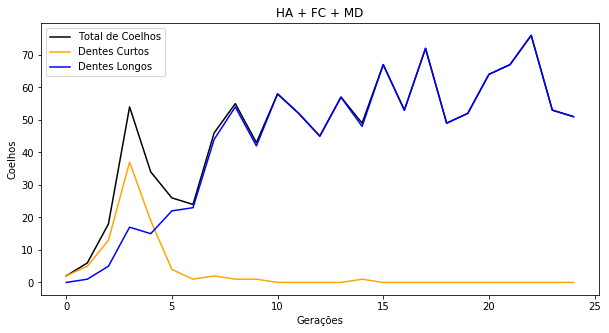 HA + FC + MD
Total de Coelhos
Dentes Curtos
Dentes Longos
Coelhos
70
60
50
40
30
20
10
0
0 5 10 15 20 25
Gerações